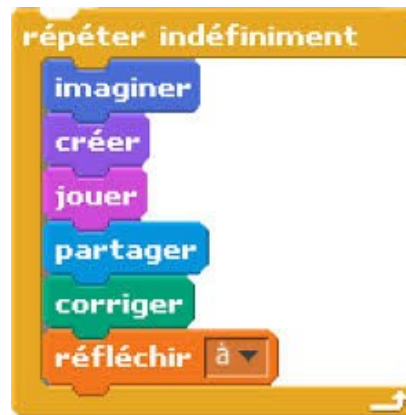 répéter indéfiniment
imaginer
créer
jouer
partager
corriger
réfléchir à